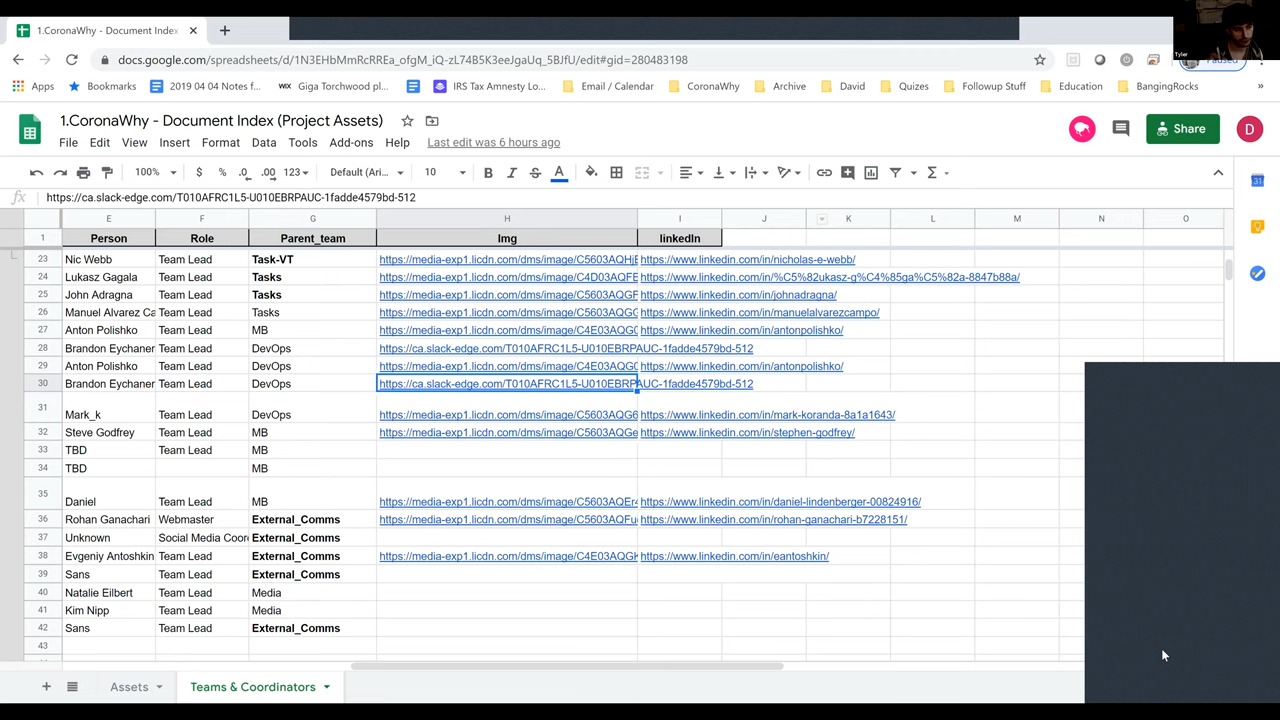 1.CoronaWhy - Document Index
Tyler
docs.google.com/spreadsheets/d/1N3EHbMmRcRREa_ofgM_iQ-zL74BFK3eeJgaUq_5BJfU/edit#gid=280483198
Paused
Apps
Bookmarks
2019 04 04 Notes f...
WIX Giga Torchwood pl...
IRS Tax Amnesty Lo...
Email / Calendar
CoronaWhy
Archive
David
Quizes
Followup Stuff
Education
BangingRocks
»
1.CoronaWhy - Document Index (Project Assets)
File Edit View Insert Format Data Tools Add-ons Help Last edit was 6 hours ago
Share
D
100% $ % .0 .00 123 Default (Ari... 10 B I S A Σ
fx https://ca.slack-edge.com/T010AFRC1L5-U010EBRPAUC-1fadde4579bd-512
E F G H I J K L M N O
1 Person Role Parent_team Img linkedIn
23 Nic Webb Team Lead Task-VT https://media-exp1.licdn.com/dms/image/C5603AQHj https://www.linkedin.com/in/nicholas-e-webb/
24 Lukasz Gagala Team Lead Tasks https://media-exp1.licdn.com/dms/image/C4D03AQFE https://www.linkedin.com/in/%C5%82ukasz-g%C4%85ga%C5%82a-8847b88a/
25 John Adragna Team Lead Tasks https://media-exp1.licdn.com/dms/image/C5603AQGF https://www.linkedin.com/in/johnadragna/
26 Manuel Alvarez Ca Team Lead Tasks https://media-exp1.licdn.com/dms/image/C5603AQG https://www.linkedin.com/in/manuelalvarezcampo/
27 Anton Polishko Team Lead MB https://media-exp1.licdn.com/dms/image/C4E03AQG https://www.linkedin.com/in/antonpolishko/
28 Brandon Eychaner Team Lead DevOps https://ca.slack-edge.com/T010AFRC1L5-U010EBRPAUC-1fadde4579bd-512
29 Anton Polishko Team Lead DevOps https://media-exp1.licdn.com/dms/image/C4E03AQG https://www.linkedin.com/in/antonpolishko/
30 Brandon Eychaner Team Lead DevOps https://ca.slack-edge.com/T010AFRC1L5-U010EBRPAUC-1fadde4579bd-512
31 Mark_k Team Lead DevOps https://media-exp1.licdn.com/dms/image/C5603AQG6 https://www.linkedin.com/in/mark-koranda-8a1a1643/
32 Steve Godfrey Team Lead MB https://media-exp1.licdn.com/dms/image/C5603AQGe https://www.linkedin.com/in/stephen-godfrey/
33 TBD Team Lead MB
34 TBD MB
35 Daniel Team Lead MB https://media-exp1.licdn.com/dms/image/C5603AQEr4 https://www.linkedin.com/in/daniel-lindenberger-00824916/
36 Rohan Ganachari Webmaster External_Comms https://media-exp1.licdn.com/dms/image/C5603AQFu https://www.linkedin.com/in/rohan-ganachari-b7228151/
37 Unknown Social Media Coor External_Comms
38 Evgeniy Antoshkin Team Lead External_Comms https://media-exp1.licdn.com/dms/image/C4E03AQGk https://www.linkedin.com/in/eantoshkin/
39 Sans Team Lead External_Comms
40 Natalie Eilbert Team Lead Media
41 Kim Nipp Team Lead Media
42 Sans Team Lead External_Comms
43
Assets
Teams & Coordinators